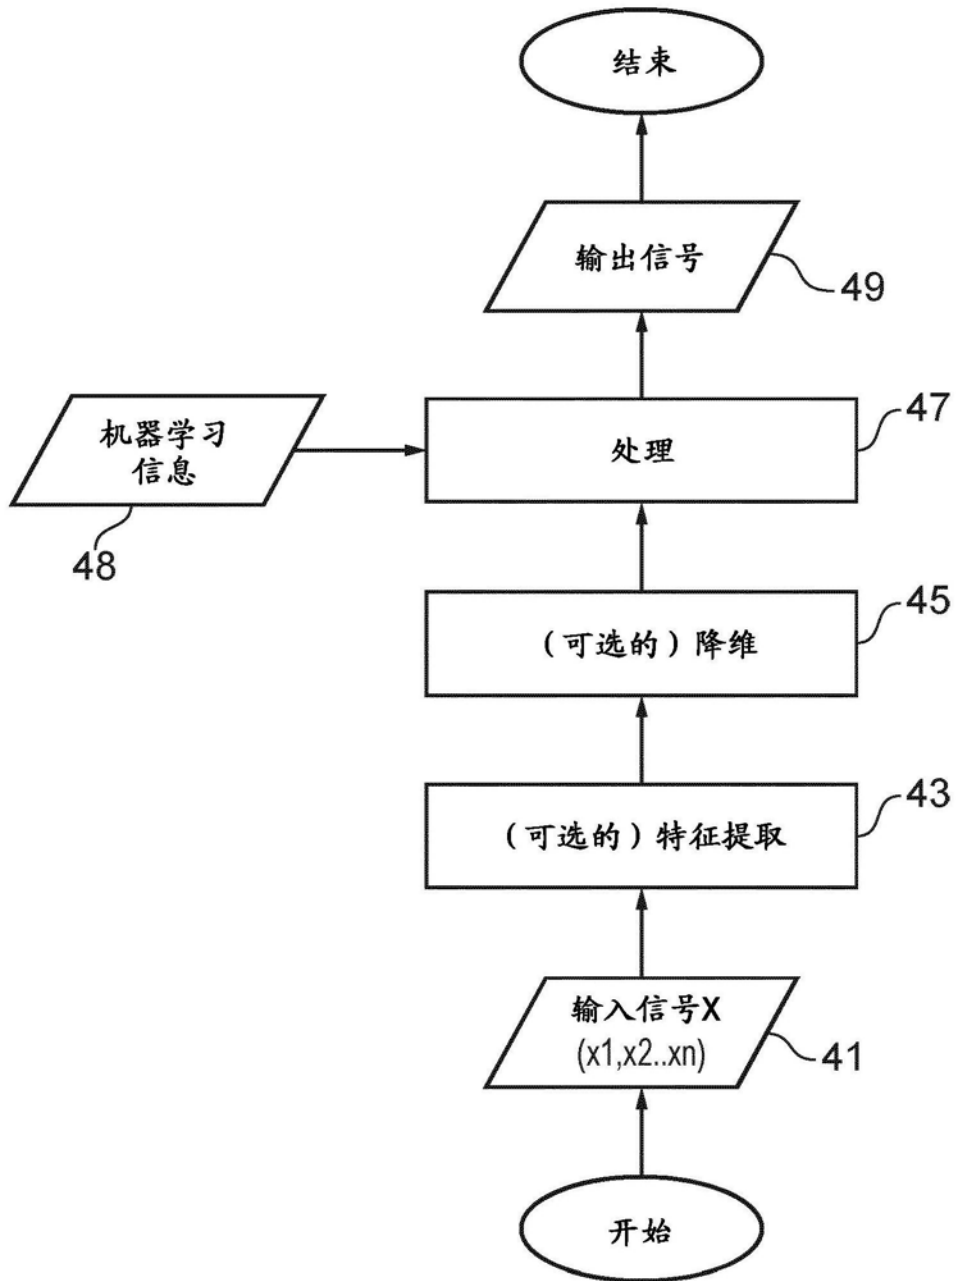 结束
输出信号
49
47
处理
机器学习
信息
48
45
（可选的）降维
43
（可选的）特征提取
输入信号X
(x1,x2..xn)
41
开始